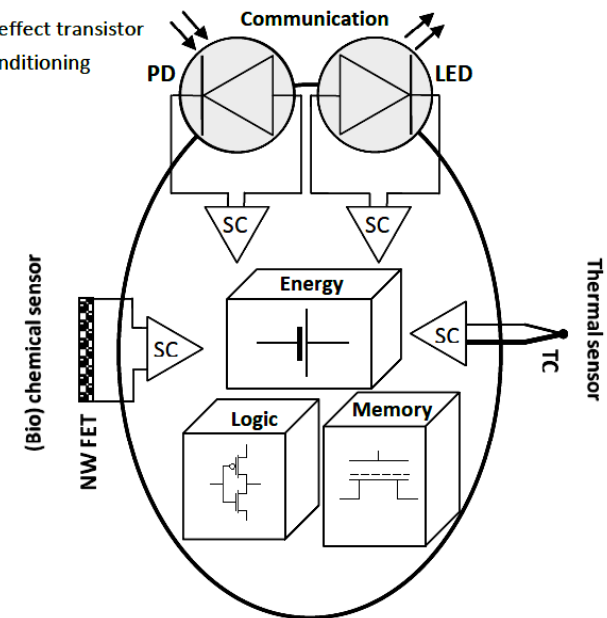 effect transistor
nditioning
Communication
PD
LED
SC
SC
Energy
SC
SC
(Bio) chemical sensor
NW FET
TC
Thermal sensor
Logic
Memory